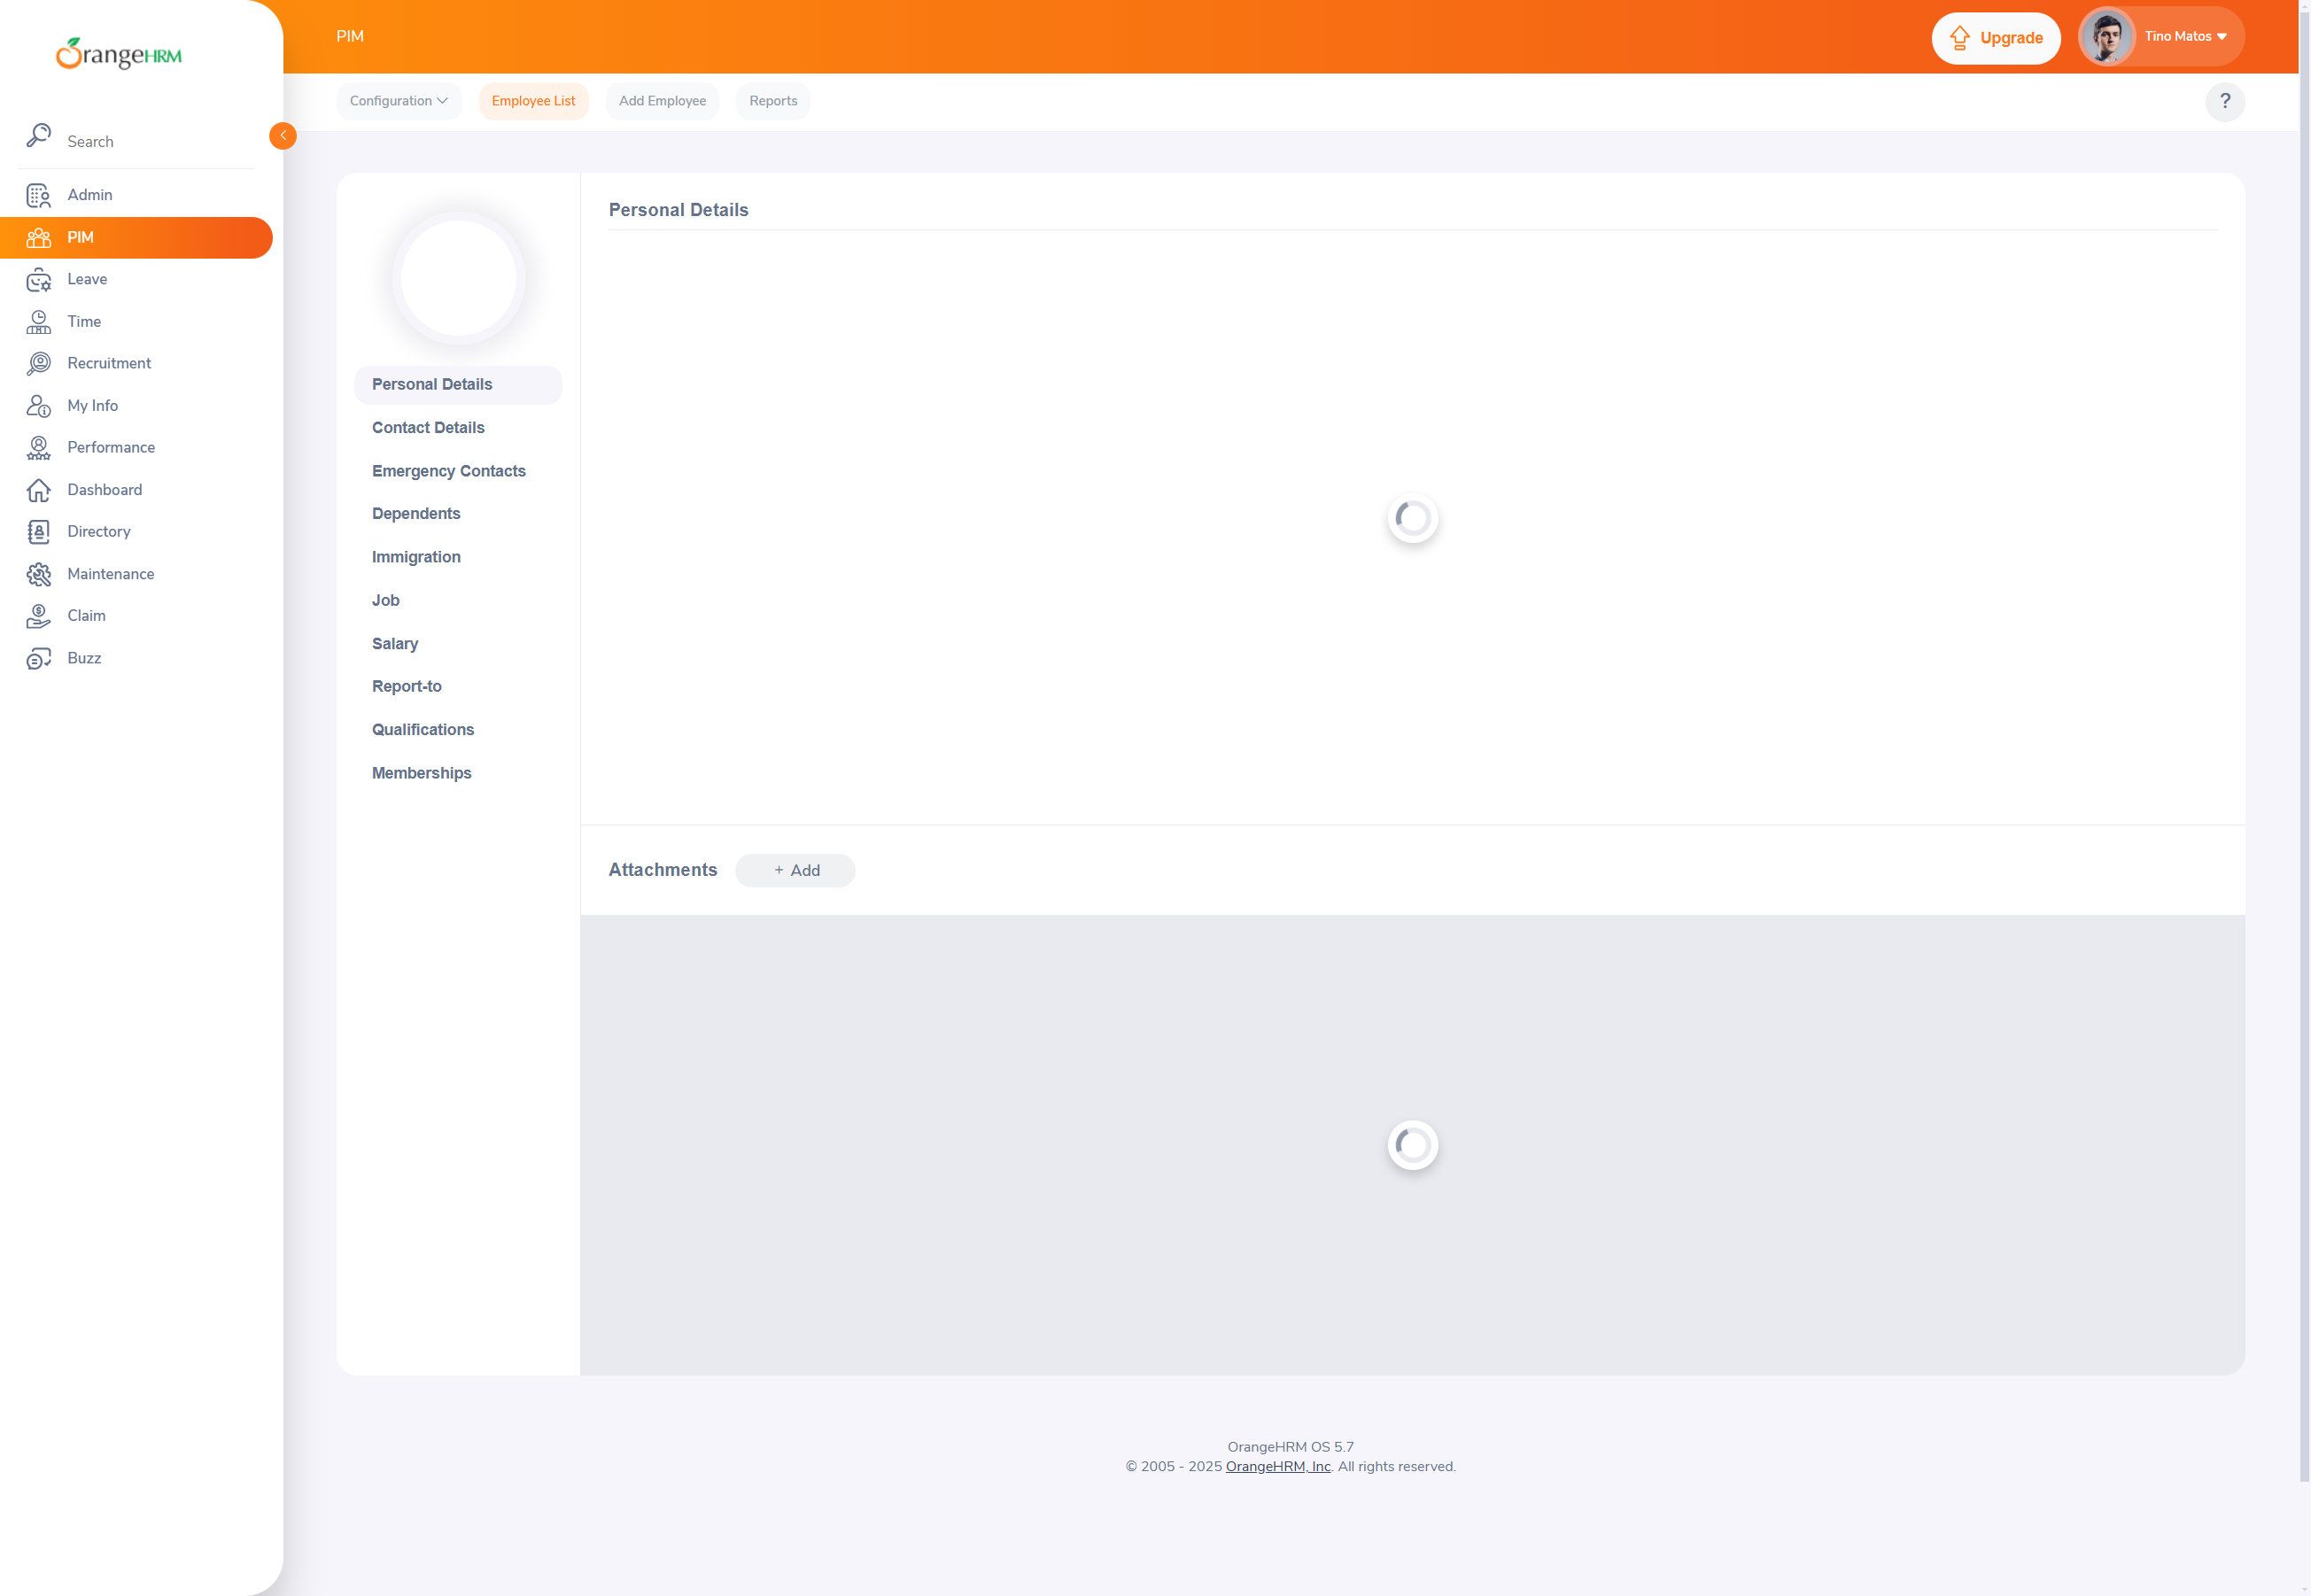 OrangeHRM
PIM
Upgrade
Tino Matos
Configuration
Employee List
Add Employee
Reports
?
Search
Admin
PIM
Leave
Time
Recruitment
My Info
Performance
Dashboard
Directory
Maintenance
Claim
Buzz
Personal Details
Contact Details
Emergency Contacts
Dependents
Immigration
Job
Salary
Report-to
Qualifications
Memberships
Personal Details
Attachments
+ Add
OrangeHRM OS 5.7
© 2005 - 2025 OrangeHRM, Inc. All rights reserved.